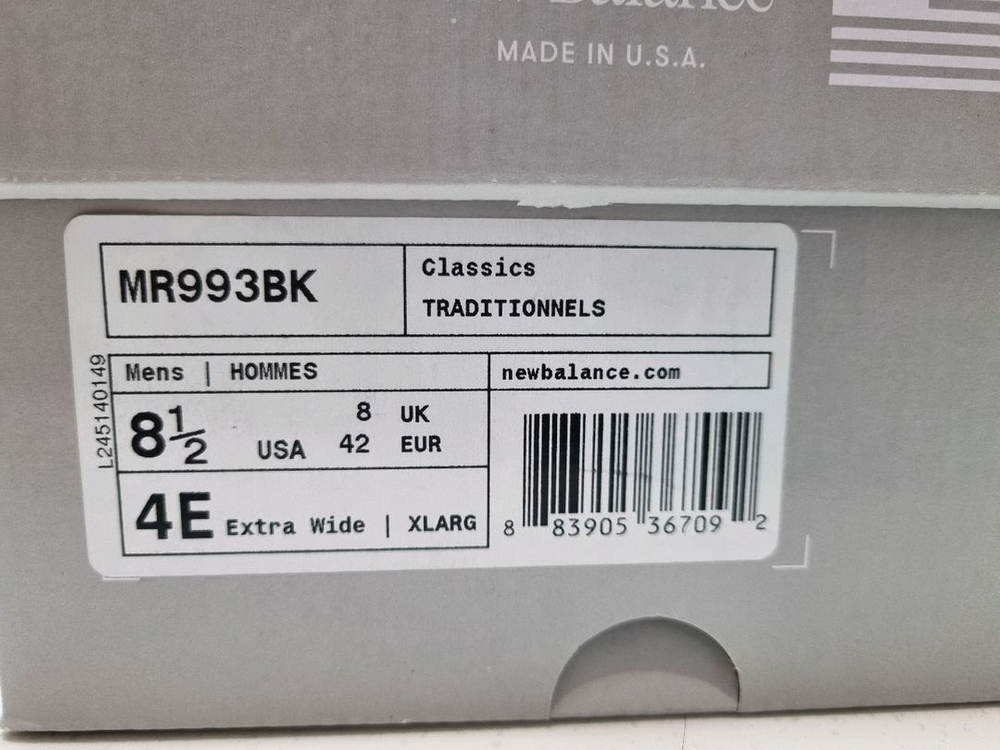 Balance
MADE IN U.S.A.
MR993BK
Classics
TRADITIONNELS
L245140149
Mens | HOMMES
newbalance.com
8½ USA
8 UK
42 EUR
4E Extra Wide | XLARG
8 83905 36709 2